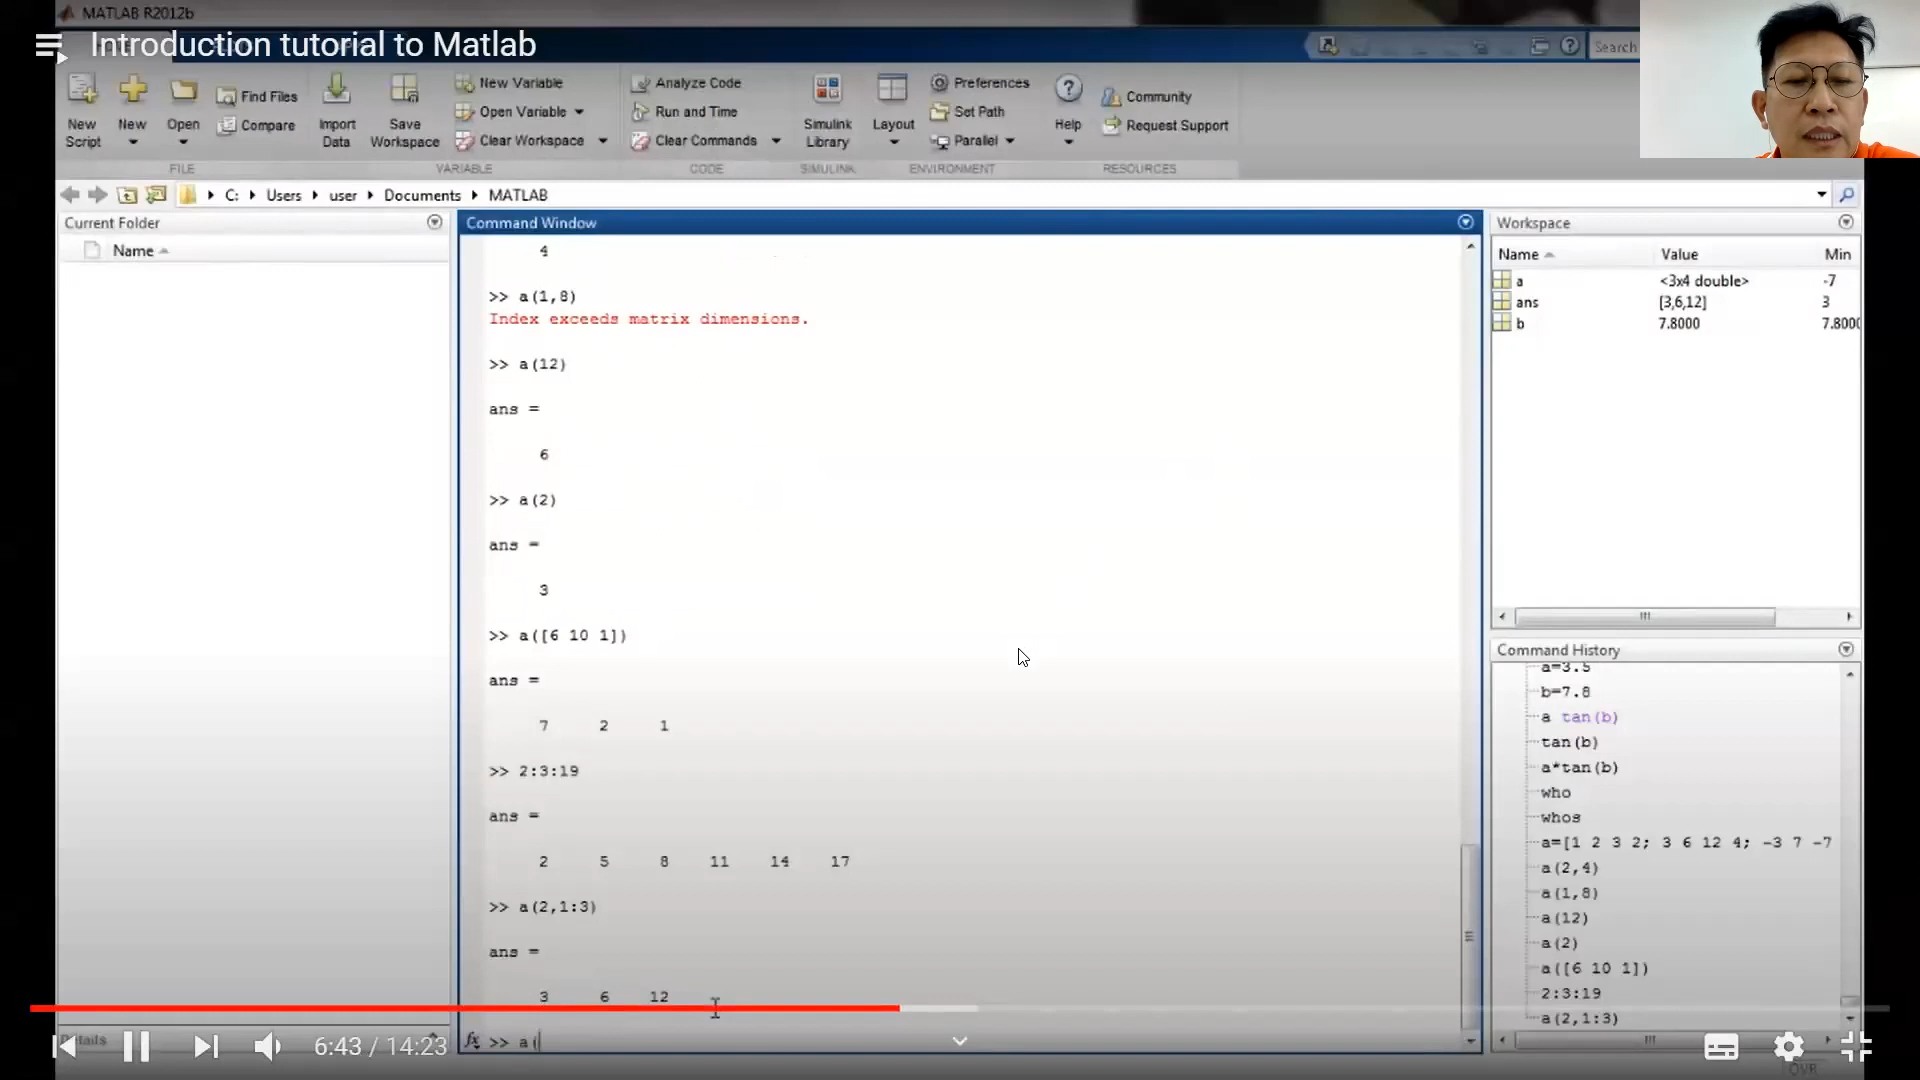 MATLAB R2012b
Introduction tutorial to Matlab
Search
New Script
New
Open
Find Files
Compare
Import Data
Save Workspace
New Variable
Open Variable
Clear Workspace
Analyze Code
Run and Time
Clear Commands
Simulink Library
Layout
Preferences
Set Path
Parallel
Help
Community
Request Support
FILE
VARIABLE
CODE
SIMULINK
ENVIRONMENT
RESOURCES
C: Users user Documents MATLAB
Current Folder
Name
Command Window
4
>> a(1,8)
Index exceeds matrix dimensions.
>> a(12)
ans =
6
>> a(2)
ans =
3
>> a([6 10 1])
ans =
7 2 1
>> 2:3:19
ans =
2 5 8 11 14 17
>> a(2,1:3)
ans =
3 6 12
fx >> a(
Workspace
Name Value Min
a <3x4 double> -7
ans [3,6,12] 3
b 7.8000 7.800
Command History
a=3.5
b=7.8
a tan(b)
tan(b)
a*tan(b)
who
whos
a=[1 2 3 2; 3 6 12 4; -3 7 -7
a(2,4)
a(1,8)
a(12)
a(2)
a([6 10 1])
2:3:19
a(2,1:3)
6:43 / 14:23
OVR